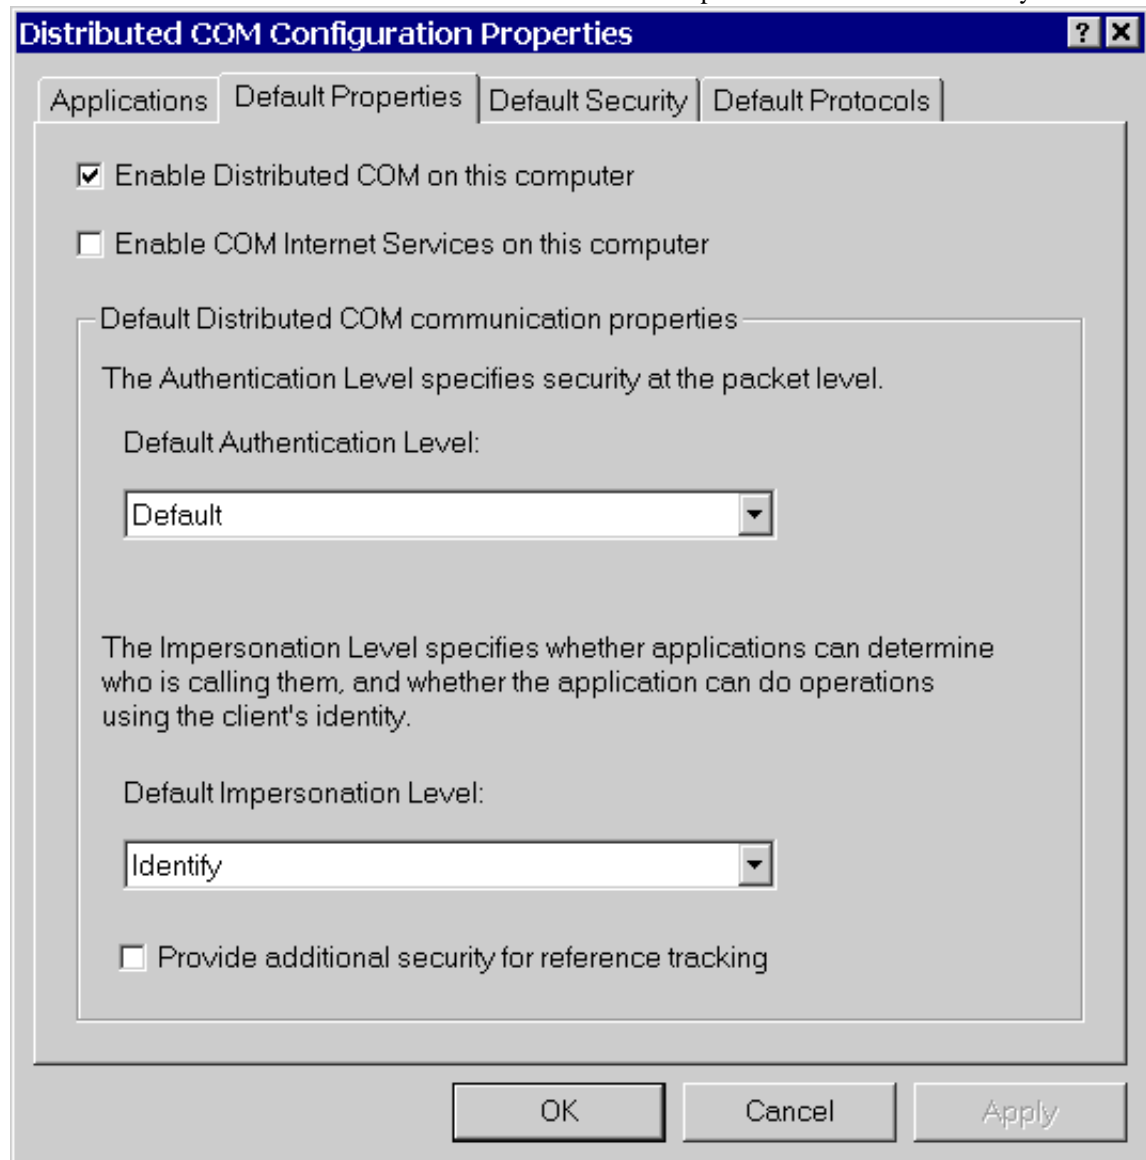 Distributed COM Configuration Properties
Applications
Default Properties
Default Security
Default Protocols
Enable Distributed COM on this computer
Enable COM Internet Services on this computer
Default Distributed COM communication properties
The Authentication Level specifies security at the packet level.
Default Authentication Level:
Default
The Impersonation Level specifies whether applications can determine
who is calling them, and whether the application can do operations
using the client's identity.
Default Impersonation Level:
Identify
Provide additional security for reference tracking
OK
Cancel
Apply